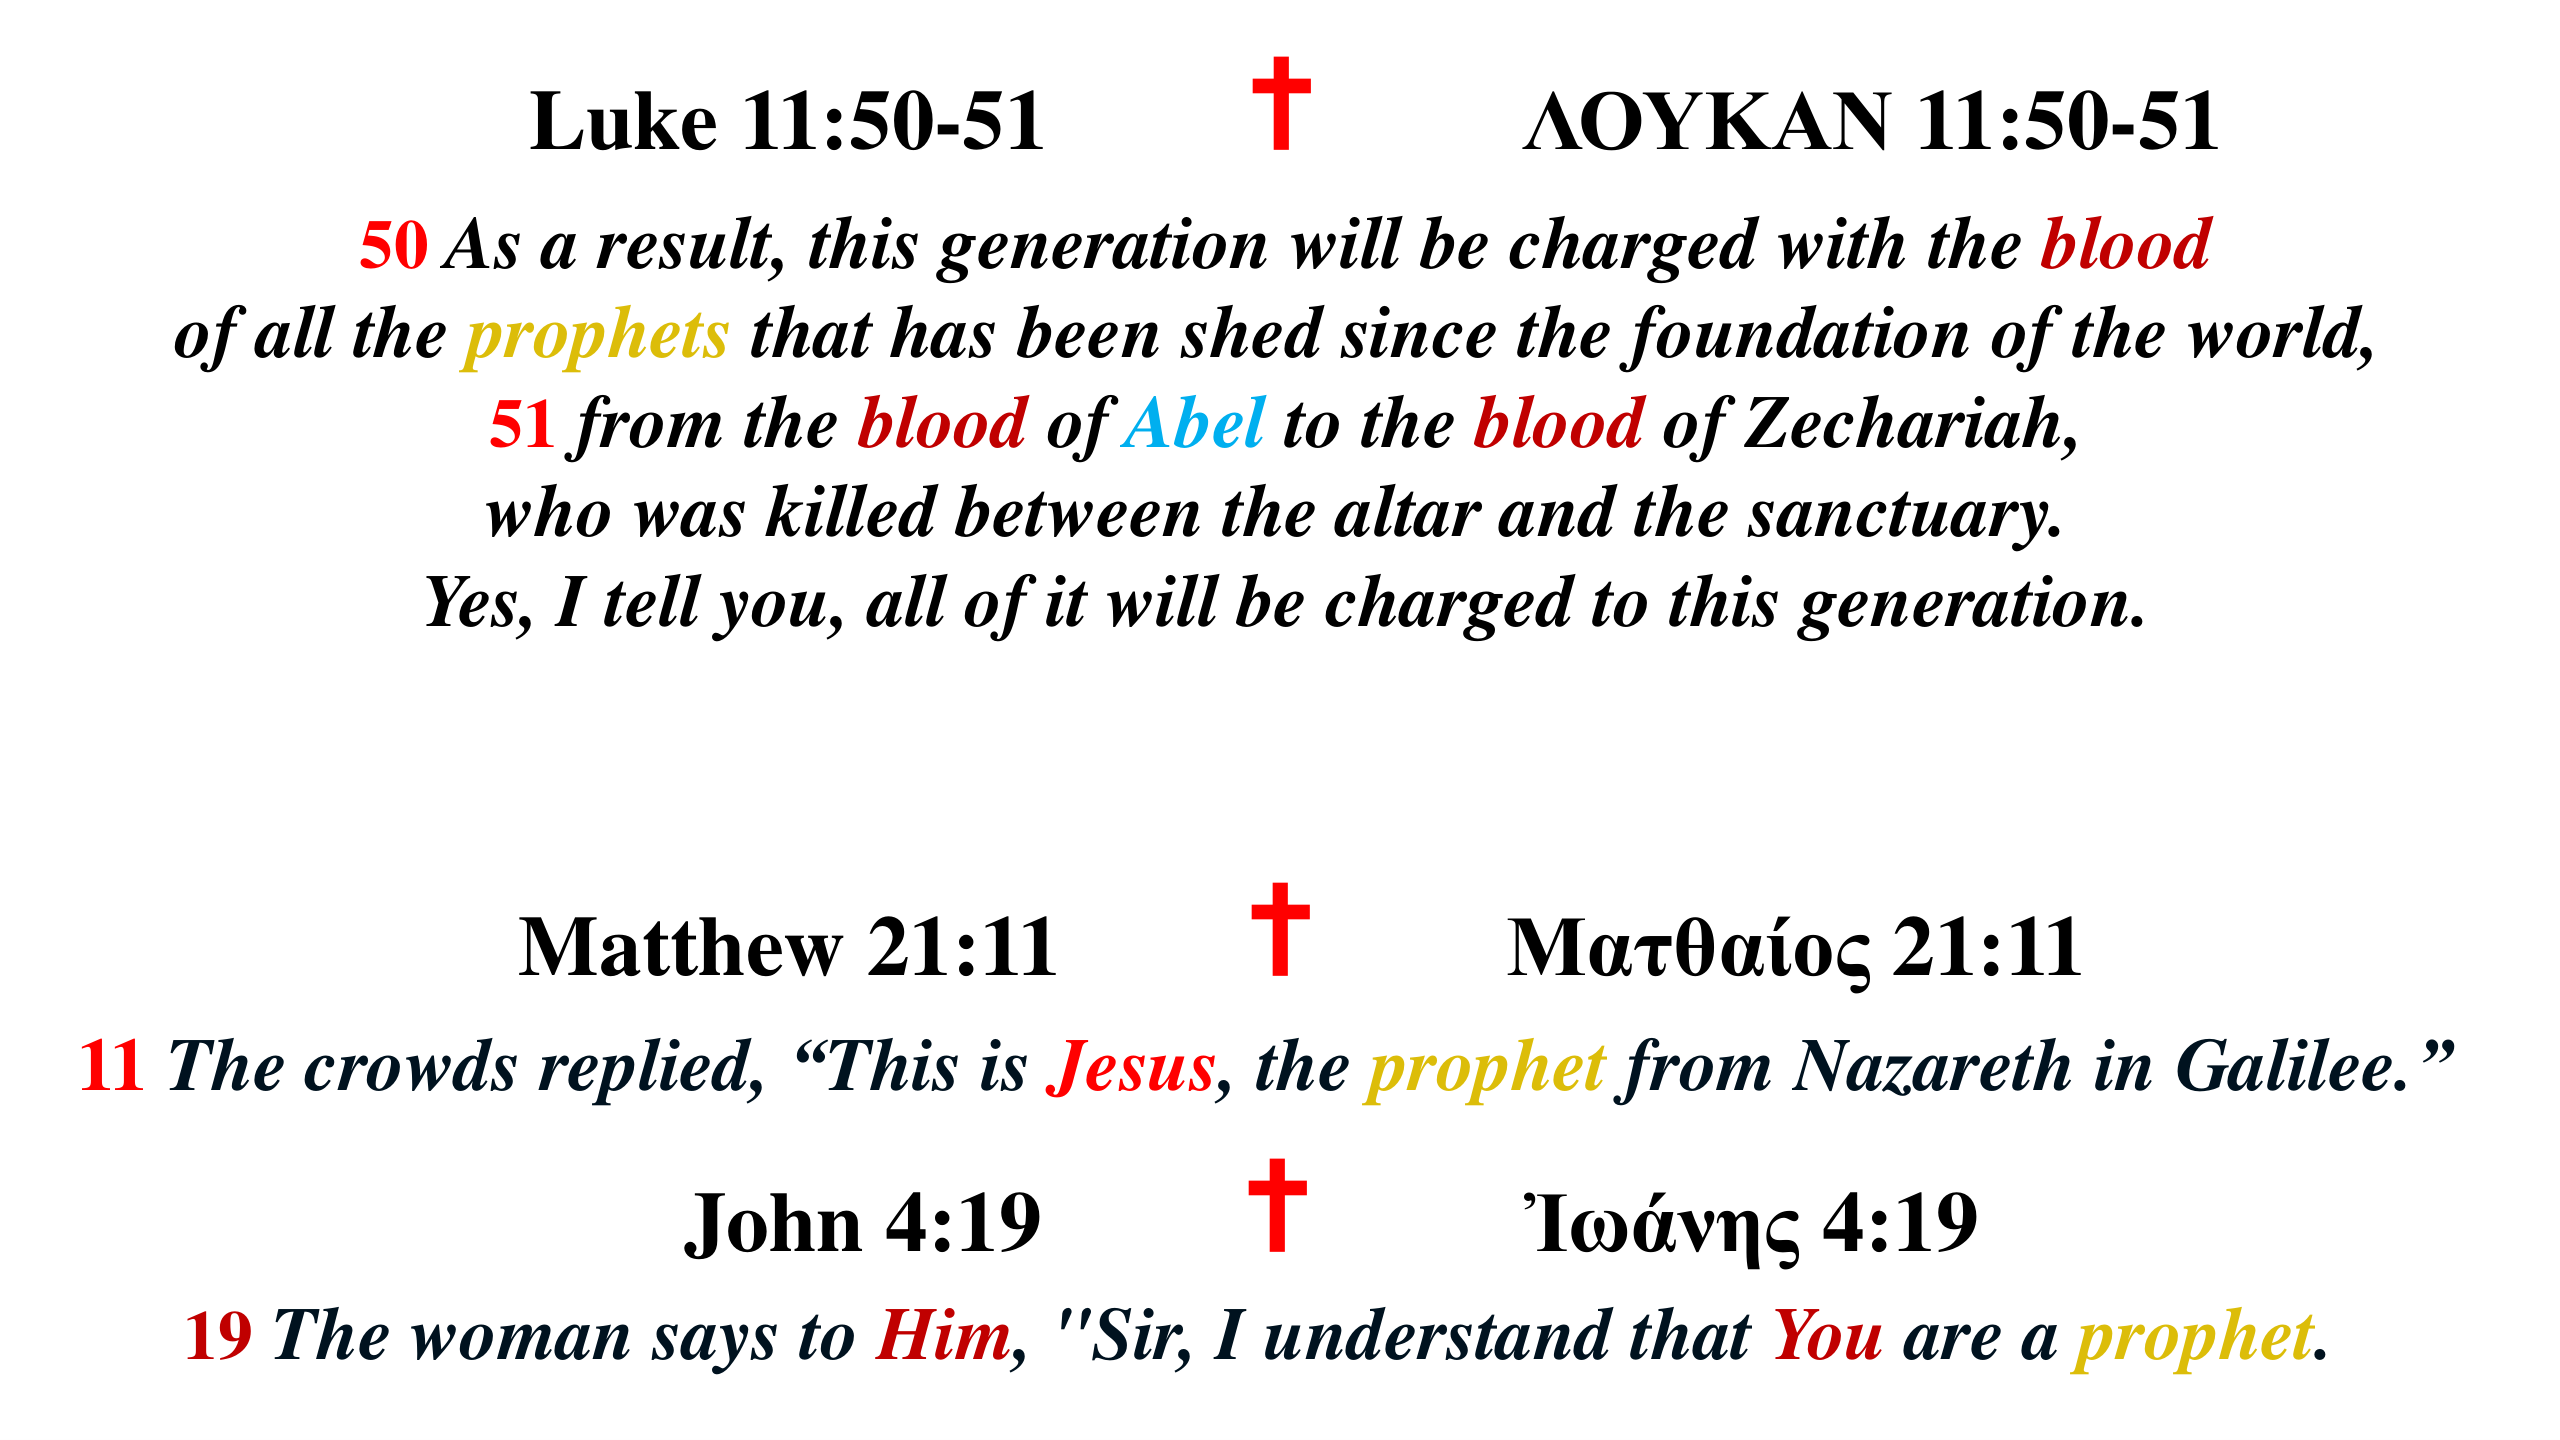 Luke 11:50-51 ✝ ΛΟΥΚΑΝ 11:50-51
50 As a result, this generation will be charged with the blood
of all the prophets that has been shed since the foundation of the world,
51 from the blood of Abel to the blood of Zechariah,
who was killed between the altar and the sanctuary.
Yes, I tell you, all of it will be charged to this generation.
Matthew 21:11 ✝ Ματθαίος 21:11
11 The crowds replied, “This is Jesus, the prophet from Nazareth in Galilee.”
John 4:19 ✝ Ἰωάνης 4:19
19 The woman says to Him, "Sir, I understand that You are a prophet.